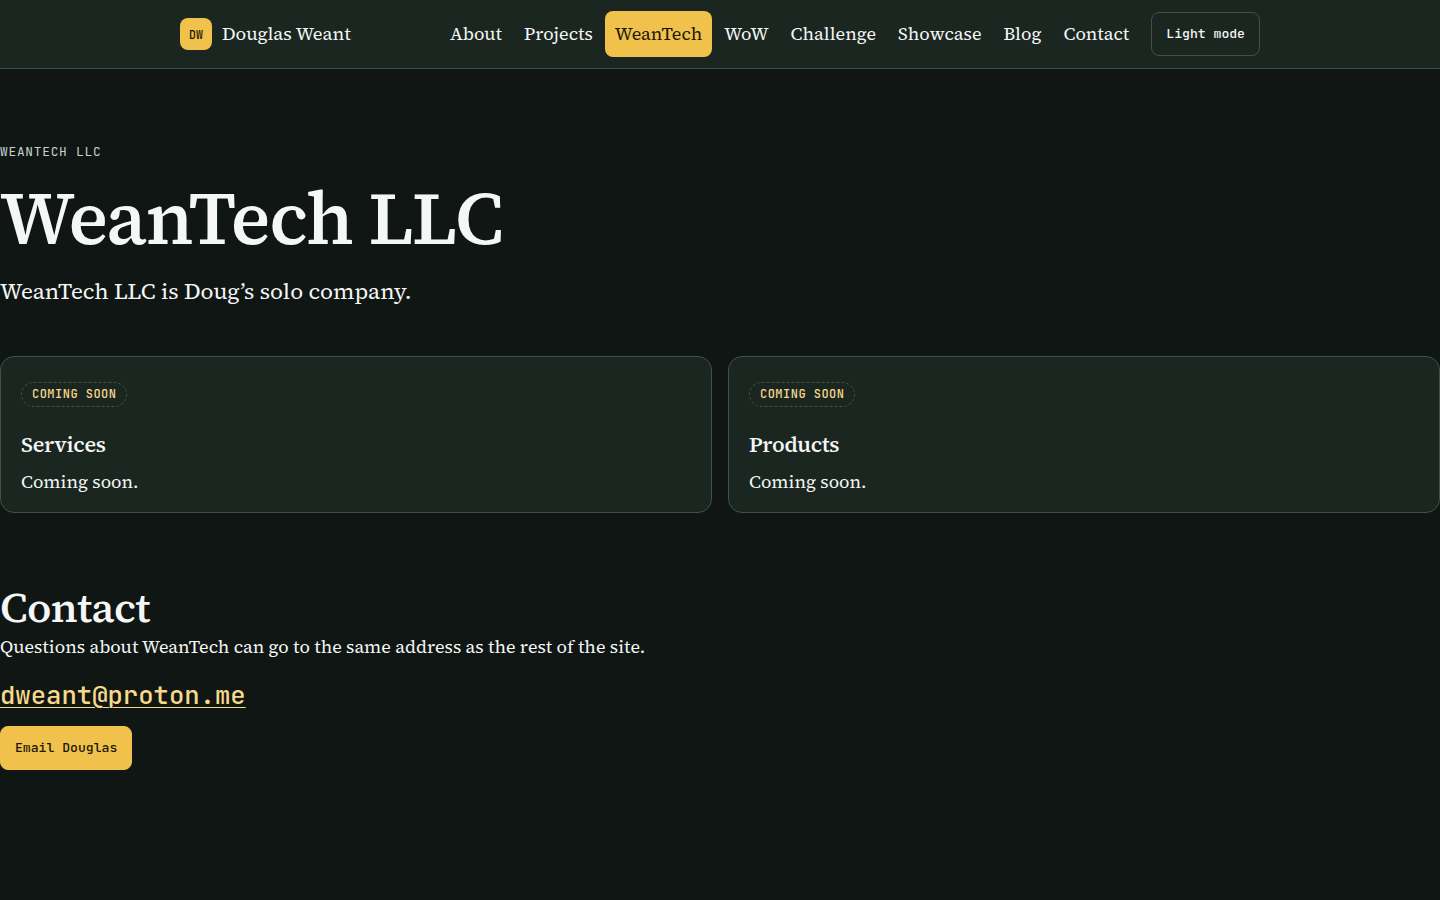 DW Douglas Weant About Projects WeanTech WoW Challenge Showcase Blog Contact Light mode
WEANTECH LLC
WeanTech LLC
WeanTech LLC is Doug’s solo company.
COMING SOON
Services
Coming soon.
COMING SOON
Products
Coming soon.
Contact
Questions about WeanTech can go to the same address as the rest of the site.
dweant@proton.me
Email Douglas